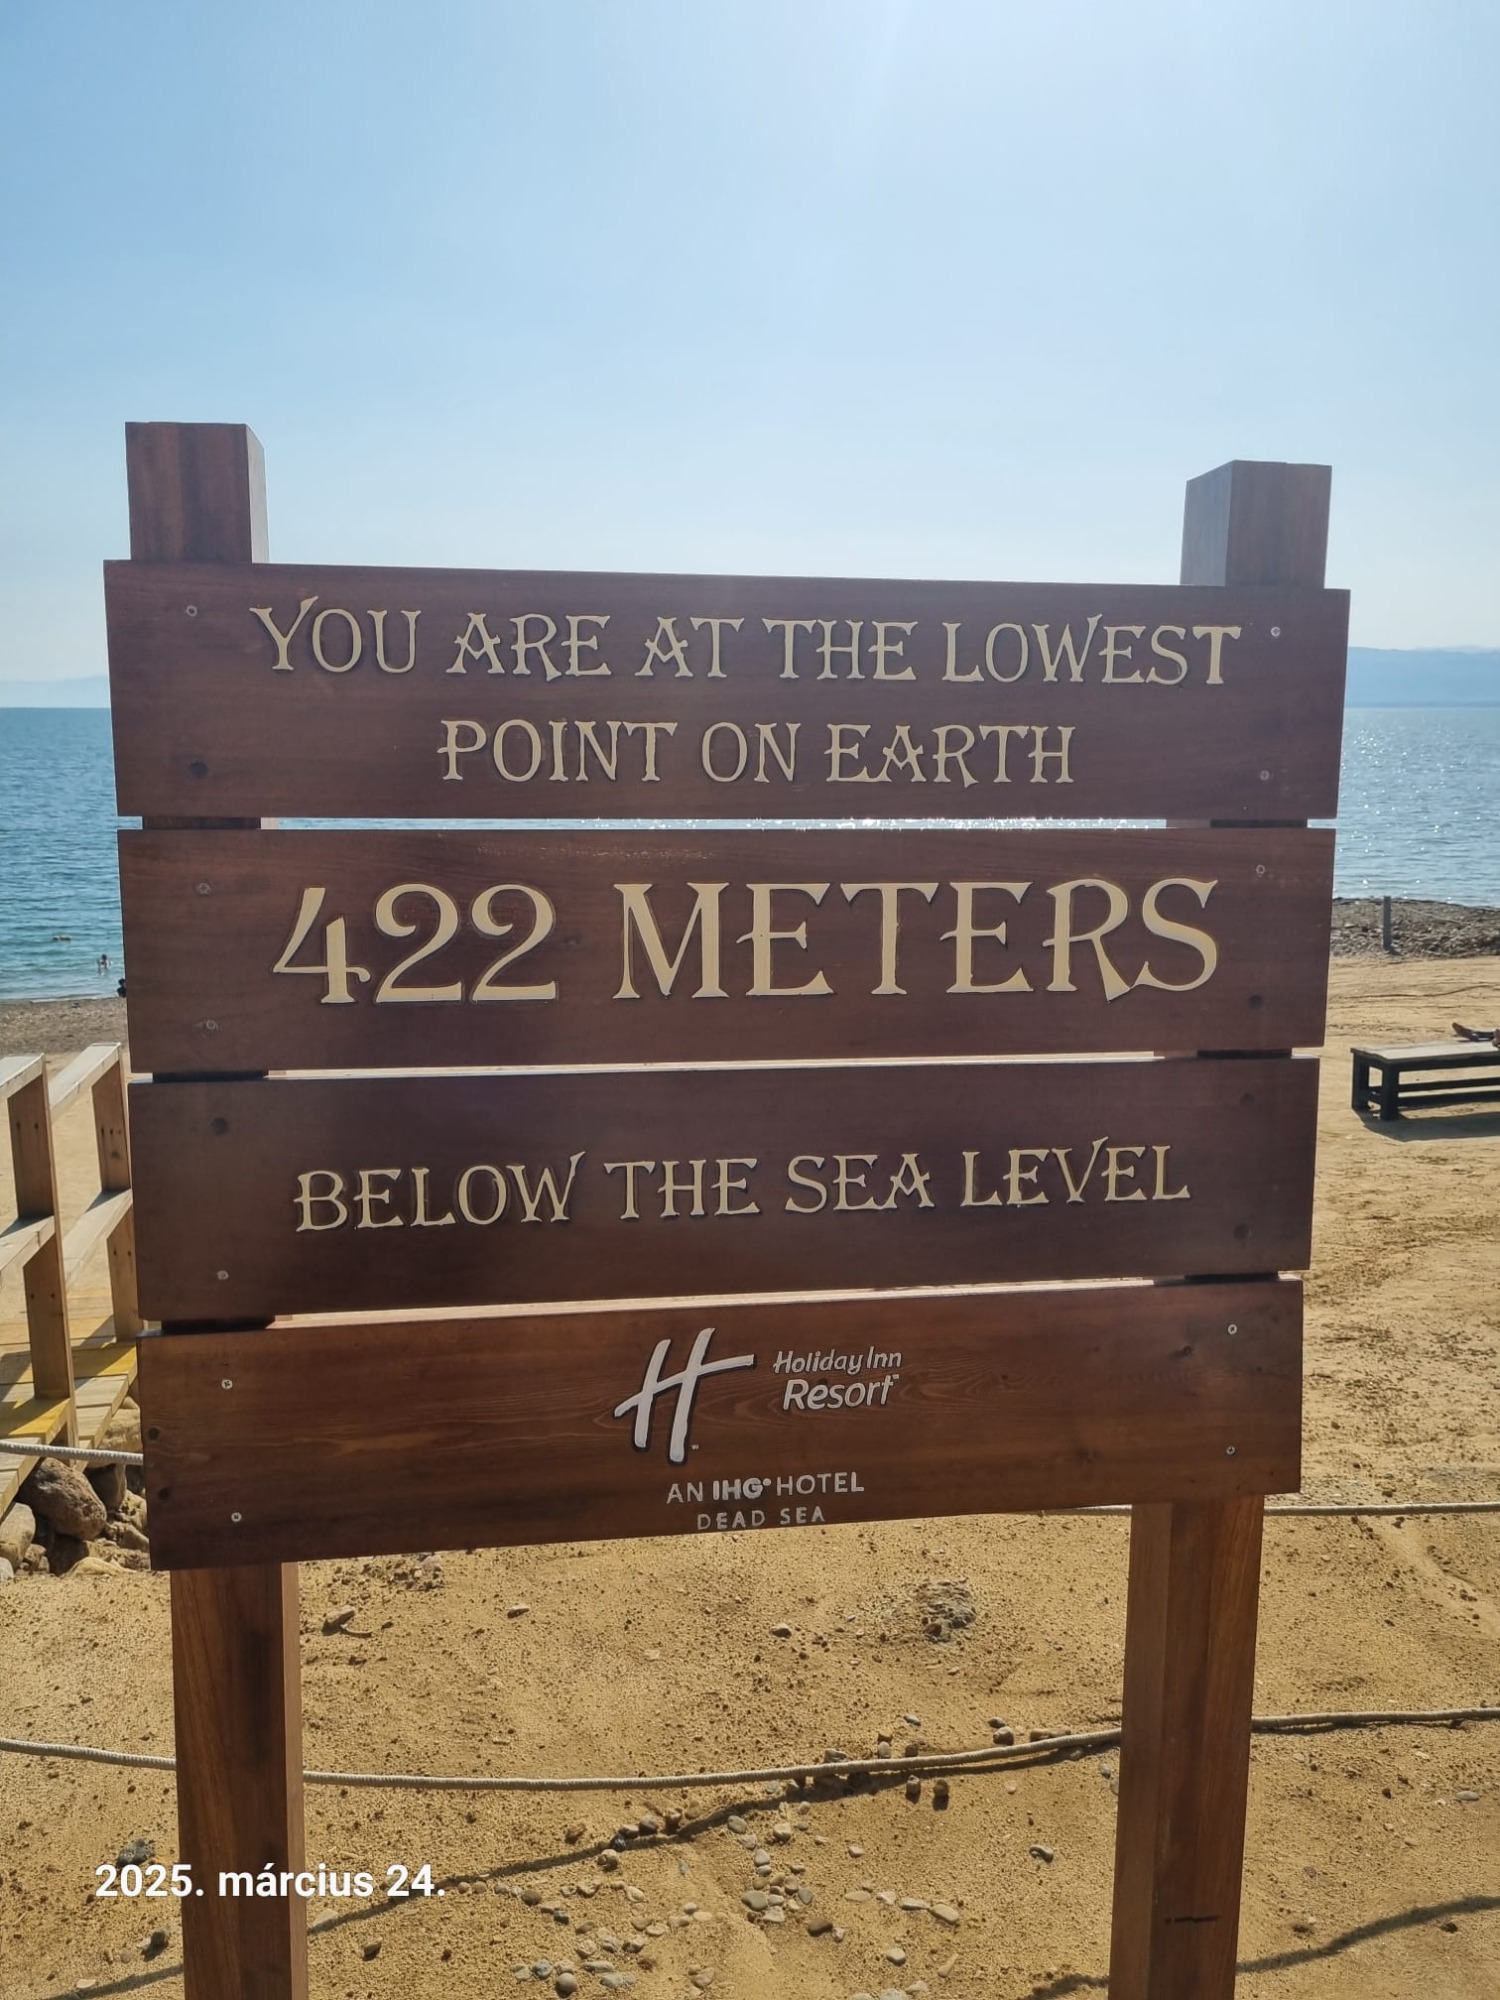 YOU ARE AT THE LOWEST
POINT ON EARTH
422 METERS
BELOW THE SEA LEVEL
H Holiday Inn
Resort
AN IHG® HOTEL
DEAD SEA
2025. március 24.